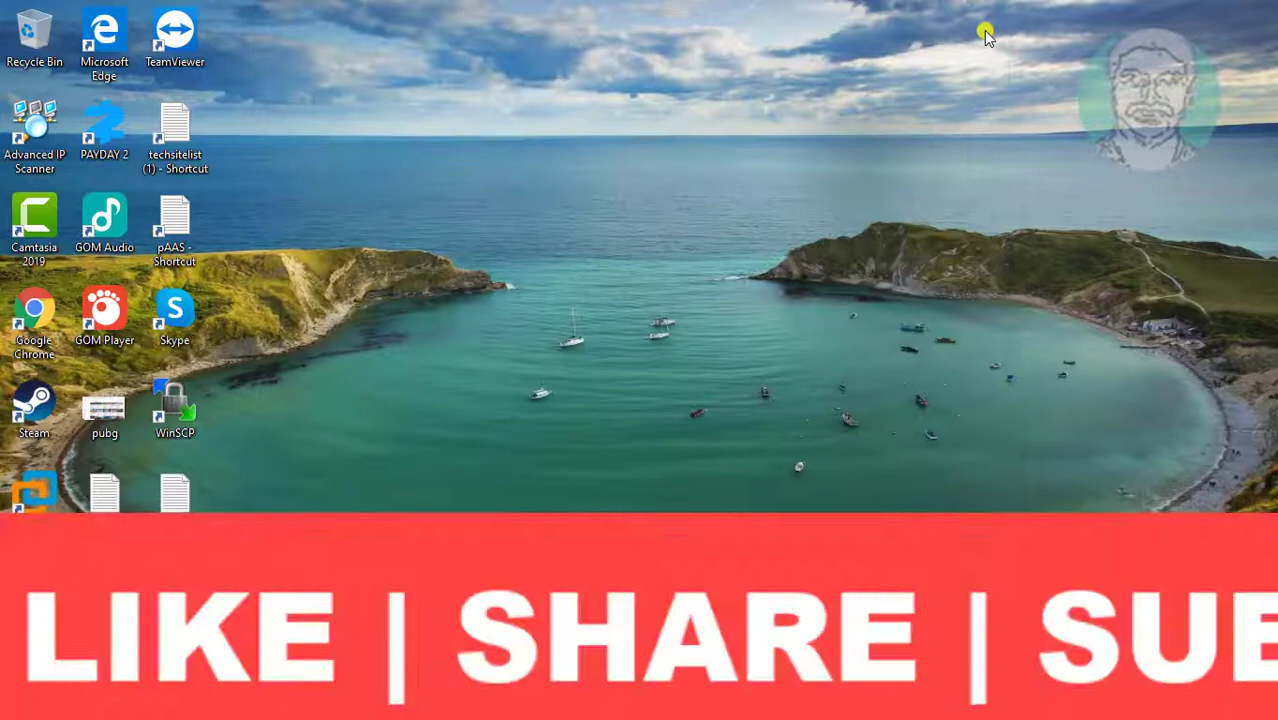 Recycle Bin
Microsoft
Edge
TeamViewer
Advanced IP
Scanner
PAYDAY 2
techsitelist
(1) - Shortcut
Camtasia
2019
GOM Audio
pAAS -
Shortcut
Google
Chrome
GOM Player
Skype
Steam
pubg
WinSCP
LIKE | SHARE | SUB